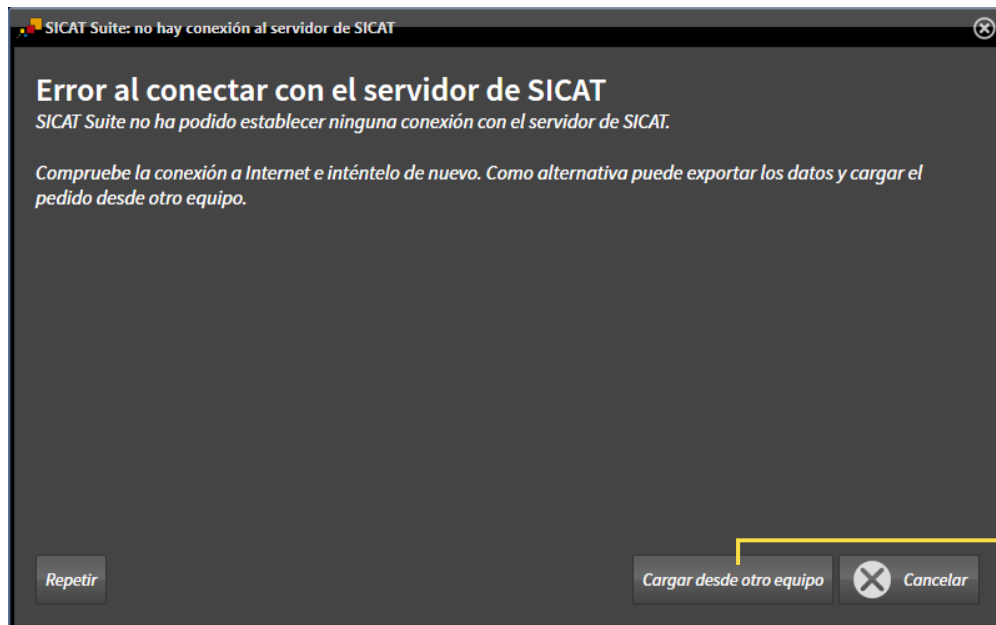 SICAT Suite: no hay conexión al servidor de SICAT
Error al conectar con el servidor de SICAT
SICAT Suite no ha podido establecer ninguna conexión con el servidor de SICAT.
Compruebe la conexión a Internet e inténtelo de nuevo. Como alternativa puede exportar los datos y cargar el
pedido desde otro equipo.
Repetir
Cargar desde otro equipo
Cancelar